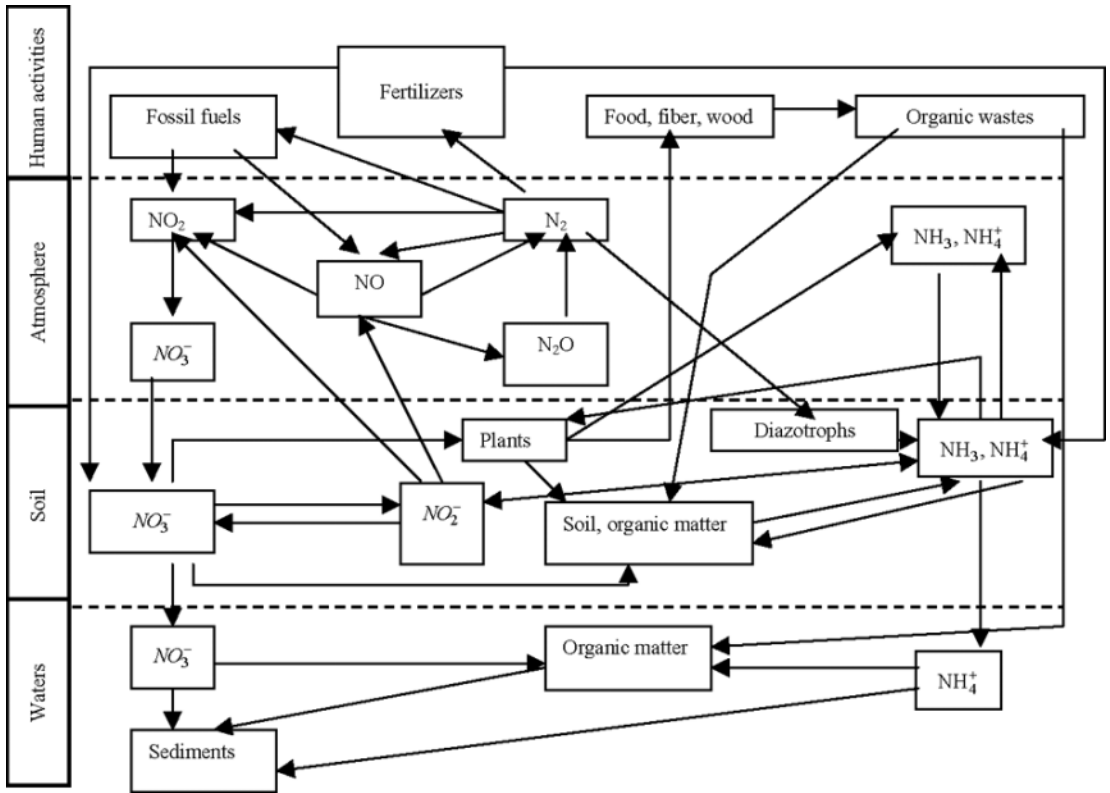 Human activities
Fertilizers
Fossil fuels
Food, fiber, wood
Organic wastes
Atmosphere
NO₂
N₂
NH₃, NH₄⁺
NO
N₂O
NO₃⁻
Soil
Plants
Diazotrophs
NH₃, NH₄⁺
NO₃⁻
NO₂⁻
Soil, organic matter
Waters
NO₃⁻
Organic matter
NH₄⁺
Sediments